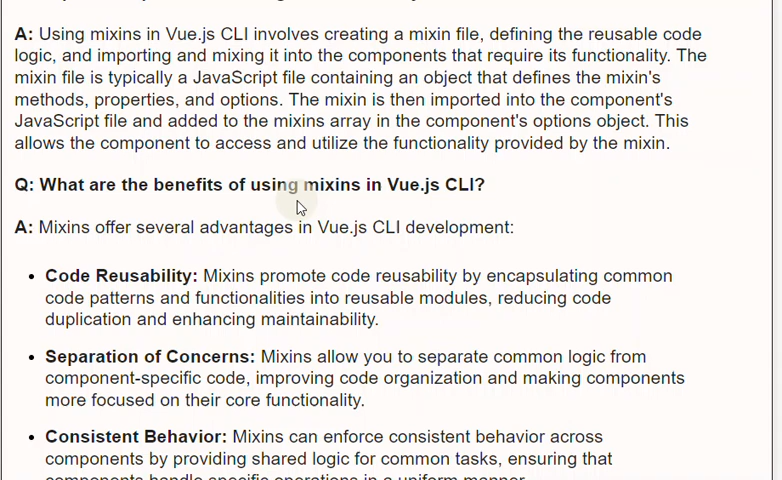 A: Using mixins in Vue.js CLI involves creating a mixin file, defining the reusable code
logic, and importing and mixing it into the components that require its functionality. The
mixin file is typically a JavaScript file containing an object that defines the mixin's
methods, properties, and options. The mixin is then imported into the component's
JavaScript file and added to the mixins array in the component's options object. This
allows the component to access and utilize the functionality provided by the mixin.
Q: What are the benefits of using mixins in Vue.js CLI?
A: Mixins offer several advantages in Vue.js CLI development:
• Code Reusability: Mixins promote code reusability by encapsulating common
code patterns and functionalities into reusable modules, reducing code
duplication and enhancing maintainability.
• Separation of Concerns: Mixins allow you to separate common logic from
component-specific code, improving code organization and making components
more focused on their core functionality.
• Consistent Behavior: Mixins can enforce consistent behavior across
components by providing shared logic for common tasks, ensuring that
components handle specific operations in a uniform manner.